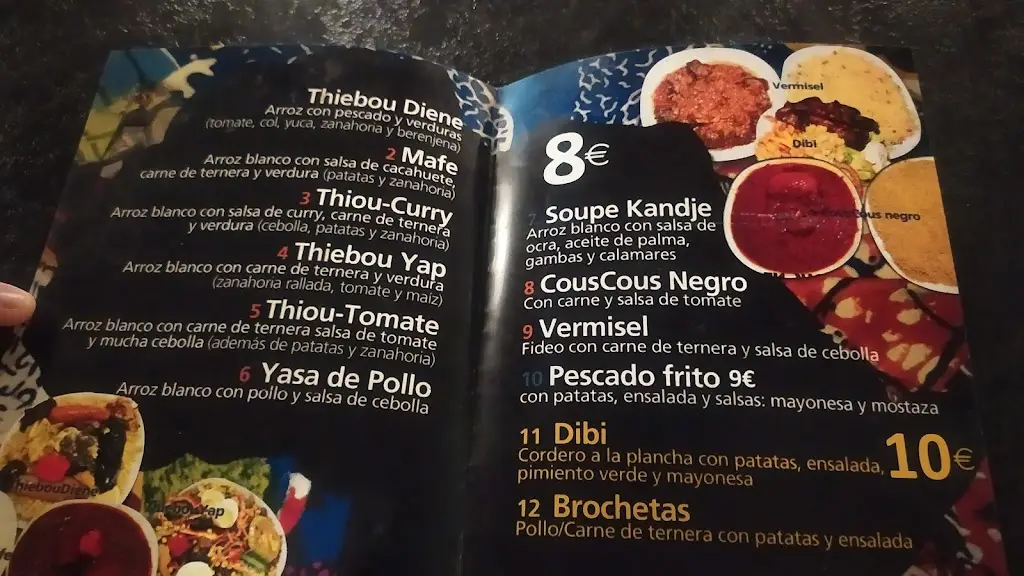 Thiebou Diene
Arroz con pescado y verduras
(tomate, col, yuca, zanahoria y berenjena)
2 Mafe
Arroz blanco con salsa de cacahuete,
carne de ternera y verdura (patatas y zanahoria)
3 Thiou-Curry
Arroz blanco con salsa de curry, carne de ternera
y verdura (cebolla, patatas y zanahoria)
4 Thiebou Yap
Arroz blanco con carne de ternera y verdura
(zanahoria rallada, tomate y maíz)
5 Thiou-Tomate
Arroz blanco con carne de ternera salsa de tomate
y mucha cebolla (además de patatas y zanahoria)
6 Yasa de Pollo
Arroz blanco con pollo y salsa de cebolla
ThiebouDiene
Yap
8€
7 Soupe Kandje
Arroz blanco con salsa de
ocra, aceite de palma,
gambas y calamares
8 CousCous Negro
Con carne y salsa de tomate
9 Vermisel
Fideo con carne de ternera y salsa de cebolla
10 Pescado frito 9€
con patatas, ensalada y salsas: mayonesa y mostaza
11 Dibi
Cordero a la plancha con patatas, ensalada,
pimiento verde y mayonesa
10€
12 Brochetas
Pollo/Carne de ternera con patatas y ensalada
Vermisel
Dibi
CousCous negro